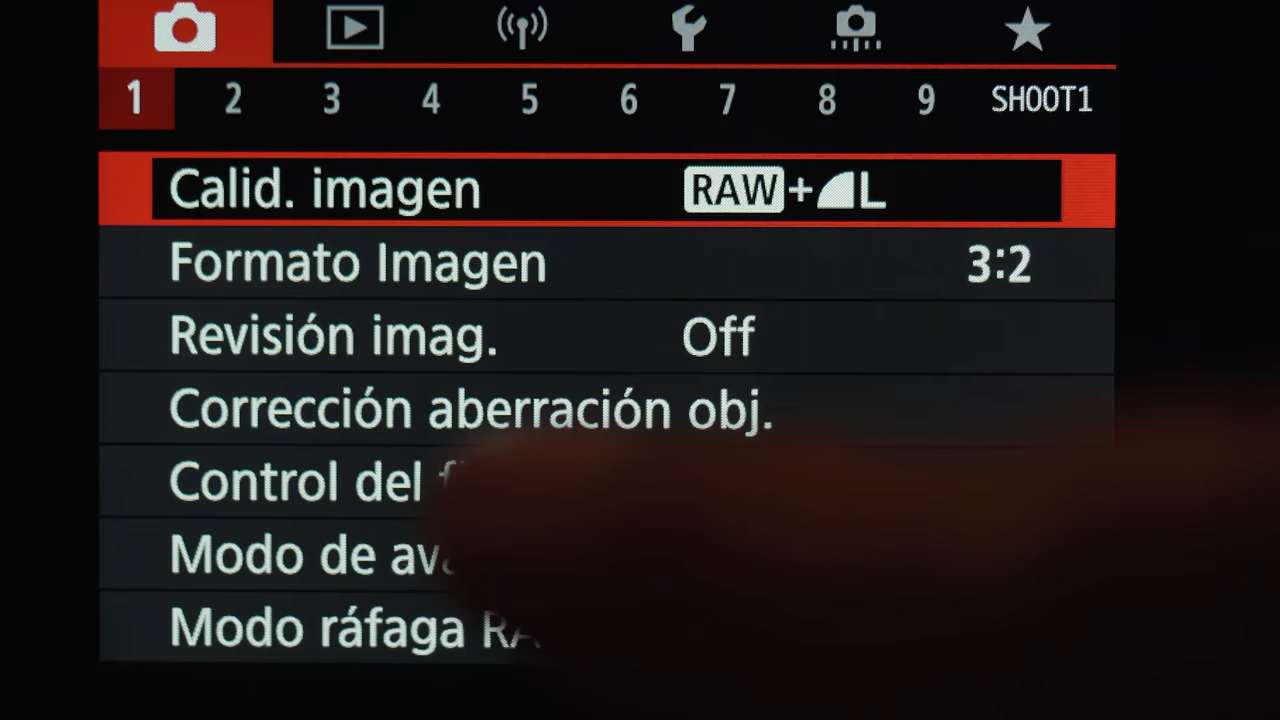 1 2 3 4 5 6 7 8 9 SHOOT1
Calid. imagen RAW+L
Formato Imagen 3:2
Revisión imag. Off
Corrección aberración obj.
Control del
Modo de
Modo ráfaga